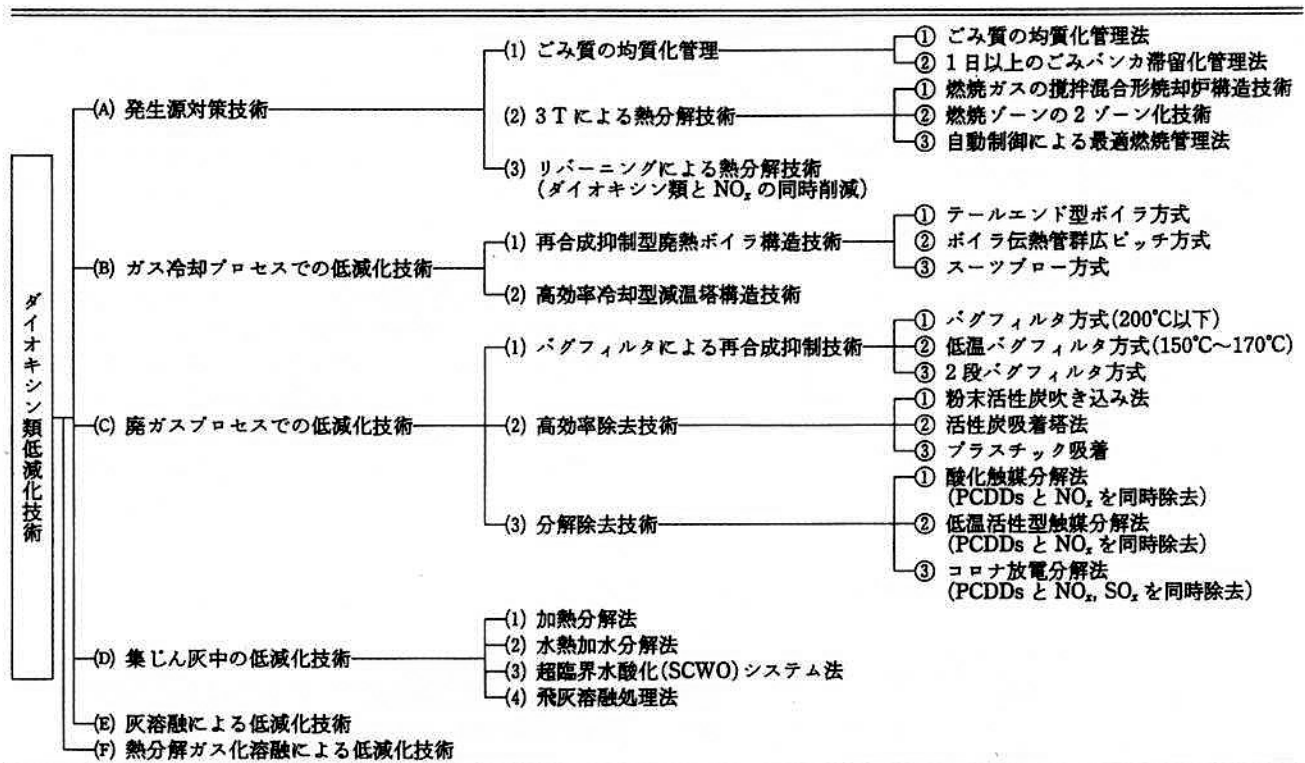 ダイオキシン類低減化技術
(A) 発生源対策技術
(1) ごみ質の均質化管理
① ごみ質の均質化管理法
② 1日以上のごみバンカ滞留化管理法
(2) 3Tによる熱分解技術
① 燃焼ガスの撹拌混合形焼却炉構造技術
② 燃焼ゾーンの2ゾーン化技術
③ 自動制御による最適燃焼管理法
(3) リバーニングによる熱分解技術
(ダイオキシン類とNOxの同時削減)
(B) ガス冷却プロセスでの低減化技術
(1) 再合成抑制型廃熱ボイラ構造技術
① テールエンド型ボイラ方式
② ボイラ伝熱管群広ピッチ方式
③ スーツブロー方式
(2) 高効率冷却型減温塔構造技術
(C) 廃ガスプロセスでの低減化技術
(1) バグフィルタによる再合成抑制技術
① バグフィルタ方式(200℃以下)
② 低温バグフィルタ方式(150℃〜170℃)
③ 2段バグフィルタ方式
(2) 高効率除去技術
① 粉末活性炭吹き込み法
② 活性炭吸着塔法
③ プラスチック吸着
(3) 分解除去技術
① 酸化触媒分解法
(PCDDsとNOxを同時除去)
② 低温活性型触媒分解法
(PCDDsとNOxを同時除去)
③ コロナ放電分解法
(PCDDsとNOx, SOxを同時除去)
(D) 集じん灰中の低減化技術
(1) 加熱分解法
(2) 水熱加水分解法
(3) 超臨界水酸化(SCWO)システム法
(4) 飛灰溶融処理法
(E) 灰溶融による低減化技術
(F) 熱分解ガス化溶融による低減化技術